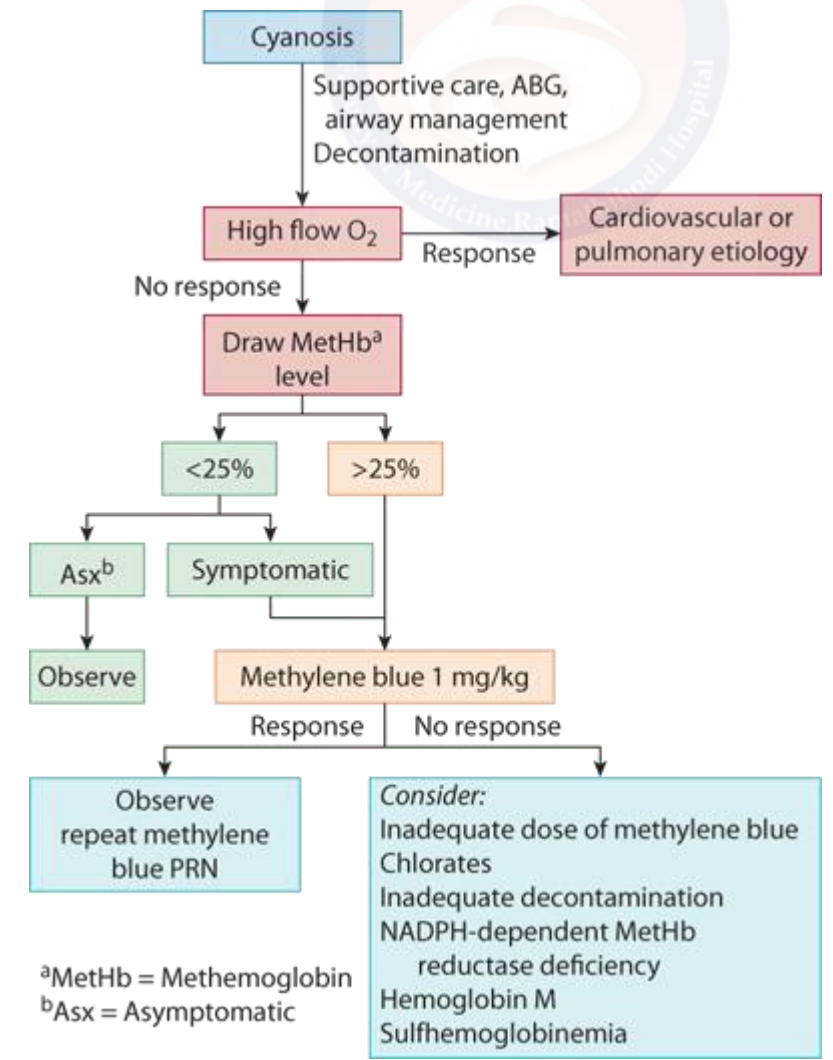 Cyanosis
Supportive care, ABG,
airway management
Decontamination
High flow O₂
Response
Cardiovascular or
pulmonary etiology
No response
Draw MetHbᵃ
level
<25%
>25%
Asxᵇ
Symptomatic
Observe
Methylene blue 1 mg/kg
Response
No response
Observe
repeat methylene
blue PRN
Consider:
Inadequate dose of methylene blue
Chlorates
Inadequate decontamination
NADPH-dependent MetHb
reductase deficiency
Hemoglobin M
Sulfhemoglobinemia
ᵃMetHb = Methemoglobin
ᵇAsx = Asymptomatic
Medicine, Ramathibodi Hospital